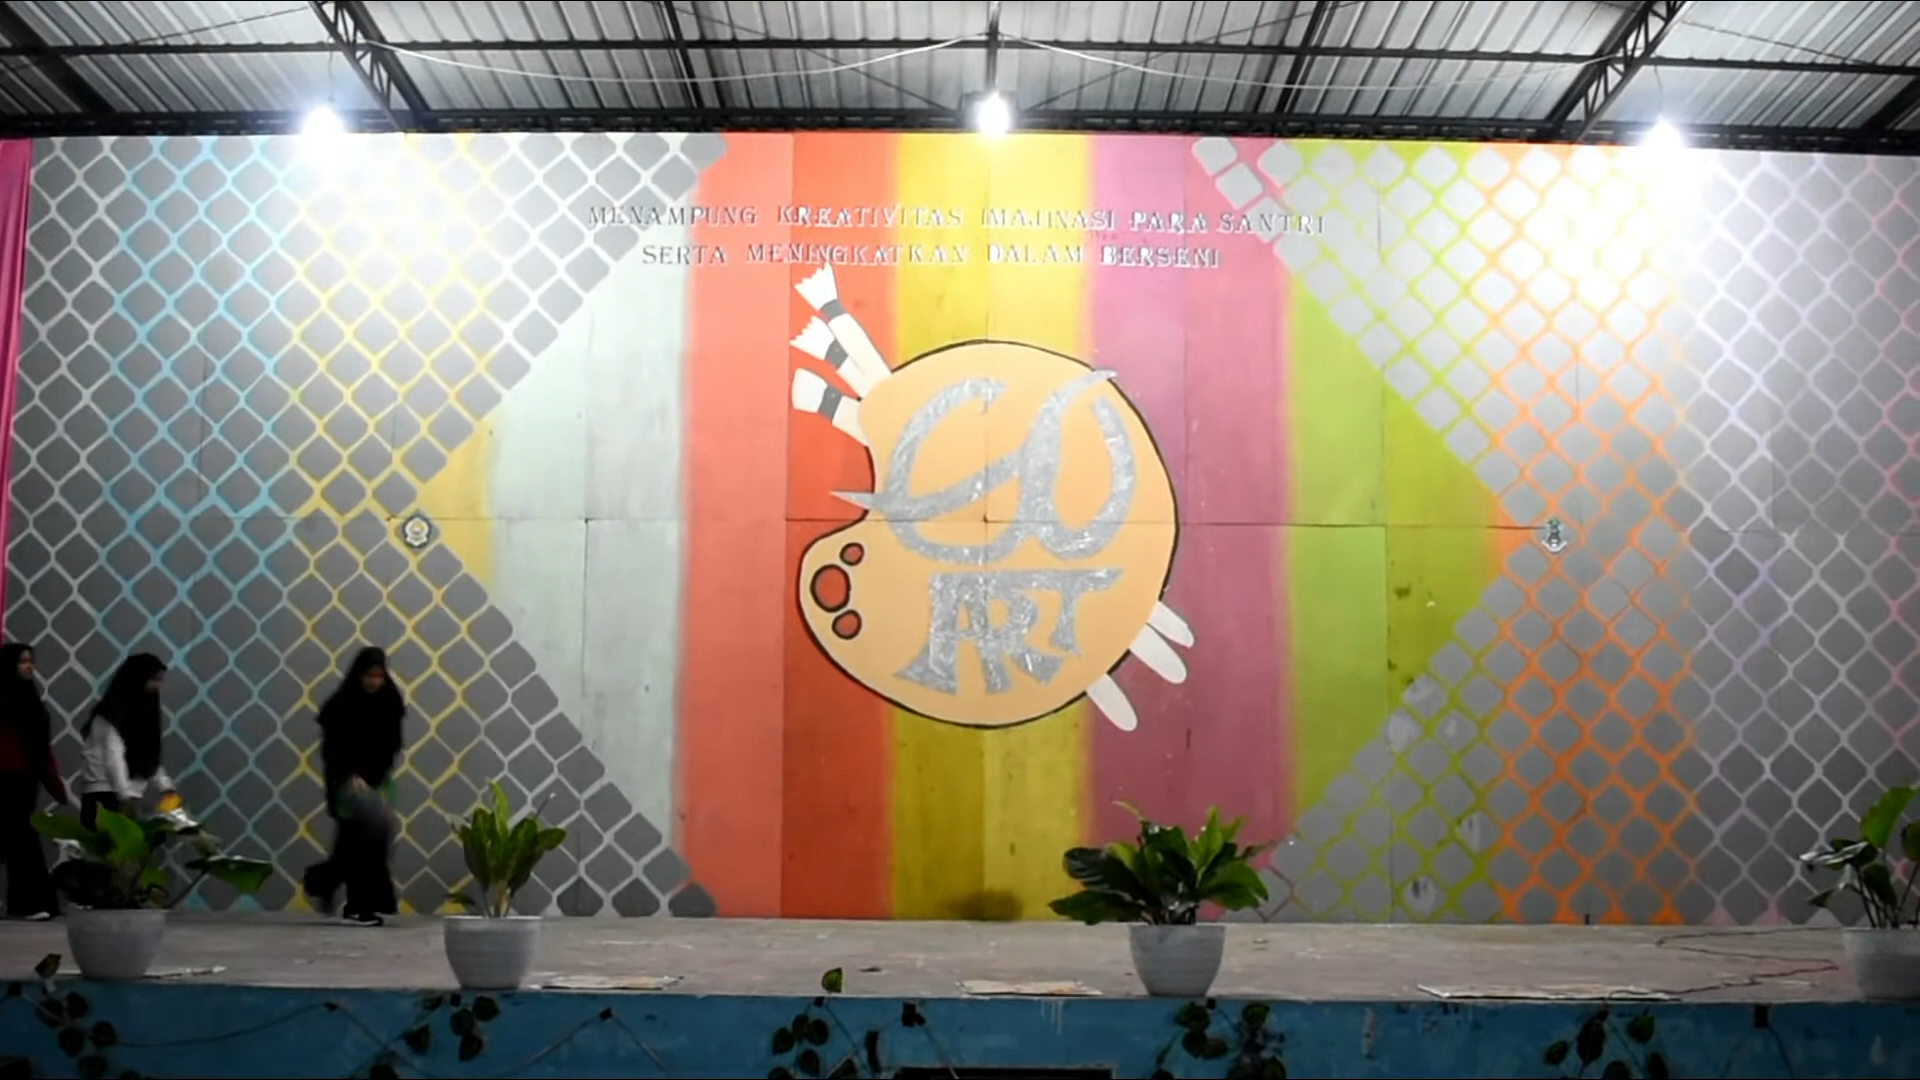 MENAMPUNG KREATIVITAS IMAJINASI PARA SANTRI
SERTA MENINGKATKAN DALAM BERSENI
ART